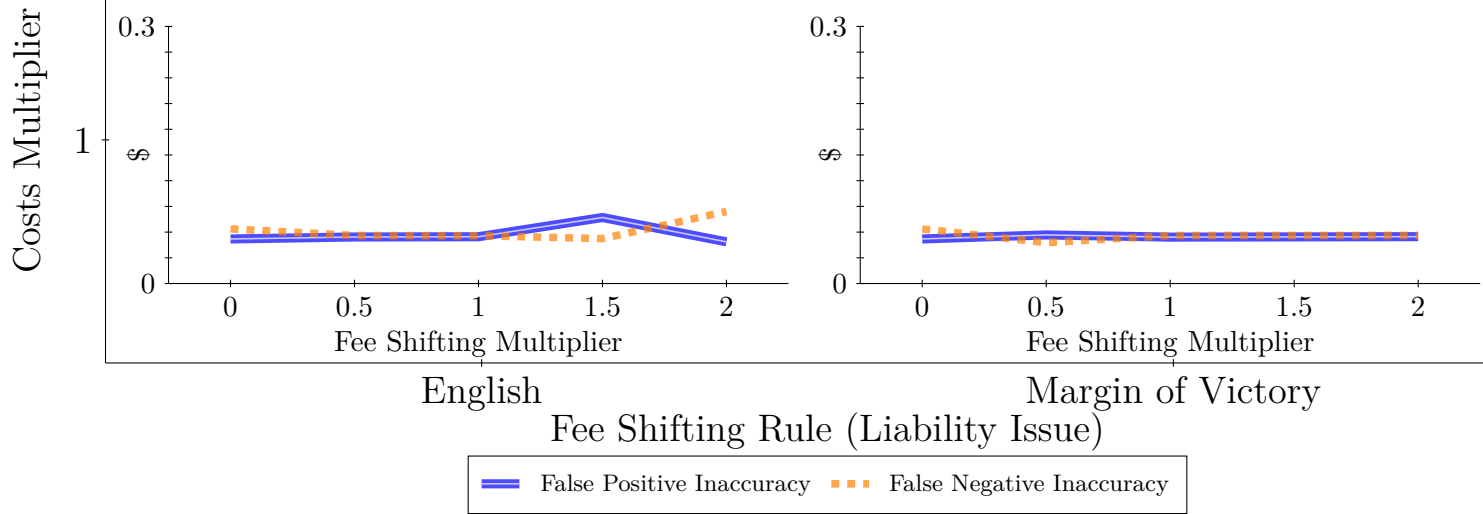 Costs Multiplier
1
0.3
$
0
0 0.5 1 1.5 2
Fee Shifting Multiplier
0.3
$
0
0 0.5 1 1.5 2
Fee Shifting Multiplier
English
Margin of Victory
Fee Shifting Rule (Liability Issue)
False Positive Inaccuracy
False Negative Inaccuracy